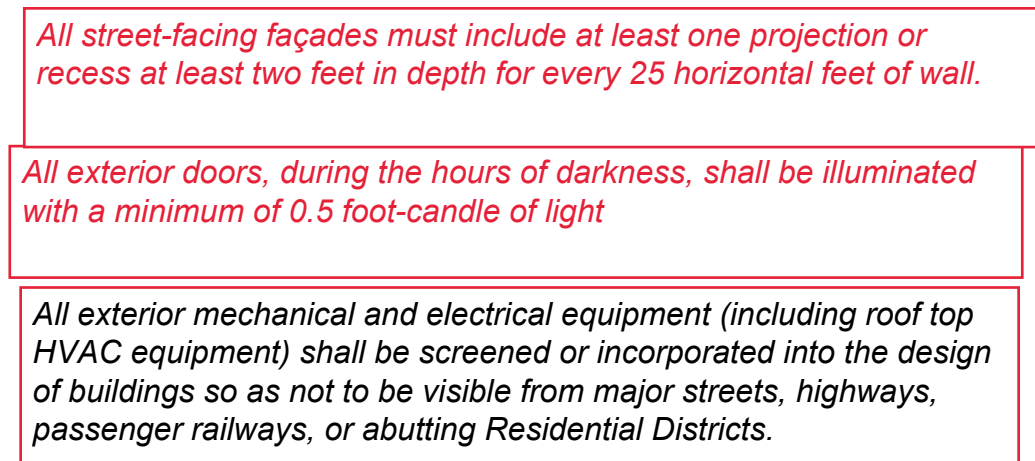 All street-facing façades must include at least one projection or
recess at least two feet in depth for every 25 horizontal feet of wall.
All exterior doors, during the hours of darkness, shall be illuminated
with a minimum of 0.5 foot-candle of light
All exterior mechanical and electrical equipment (including roof top
HVAC equipment) shall be screened or incorporated into the design
of buildings so as not to be visible from major streets, highways,
passenger railways, or abutting Residential Districts.